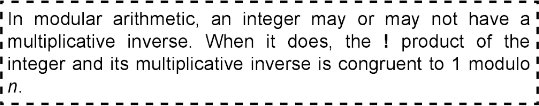 In modular arithmetic, an integer may or may not have a
multiplicative inverse. When it does, the ! product of the
integer and its multiplicative inverse is congruent to 1 modulo
n.